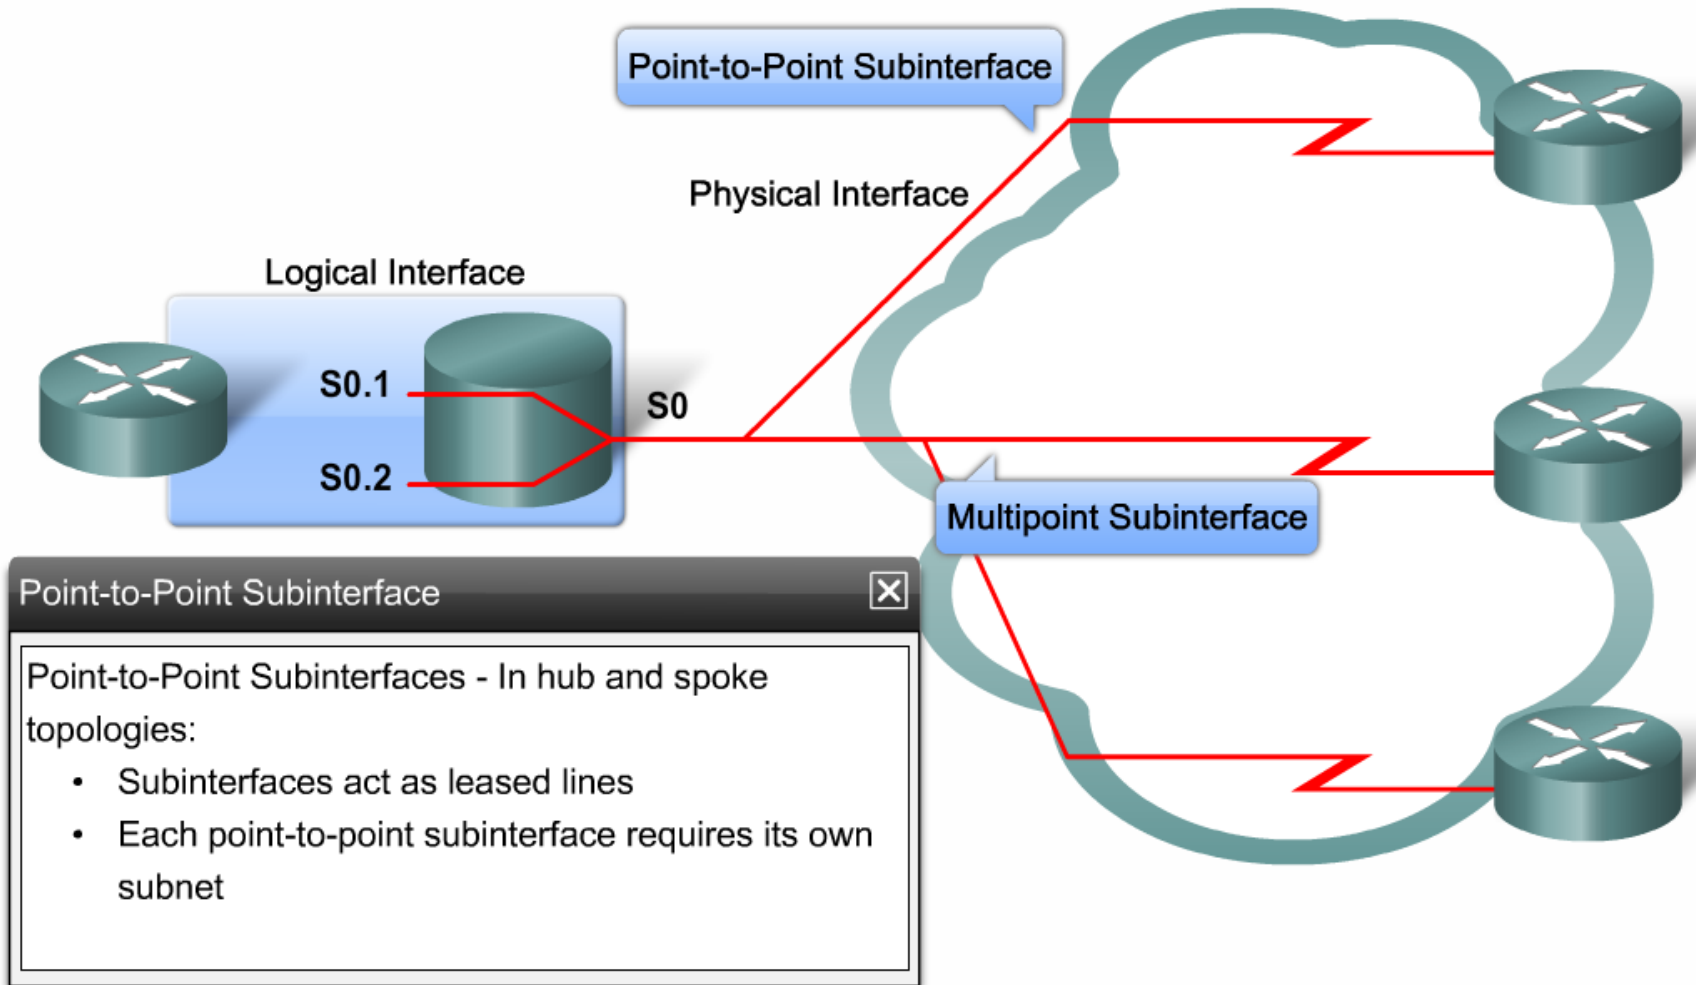 Point-to-Point Subinterface
Physical Interface
Logical Interface
S0.1
S0
S0.2
Multipoint Subinterface
Point-to-Point Subinterface
Point-to-Point Subinterfaces - In hub and spoke
topologies:
• Subinterfaces act as leased lines
• Each point-to-point subinterface requires its own
subnet